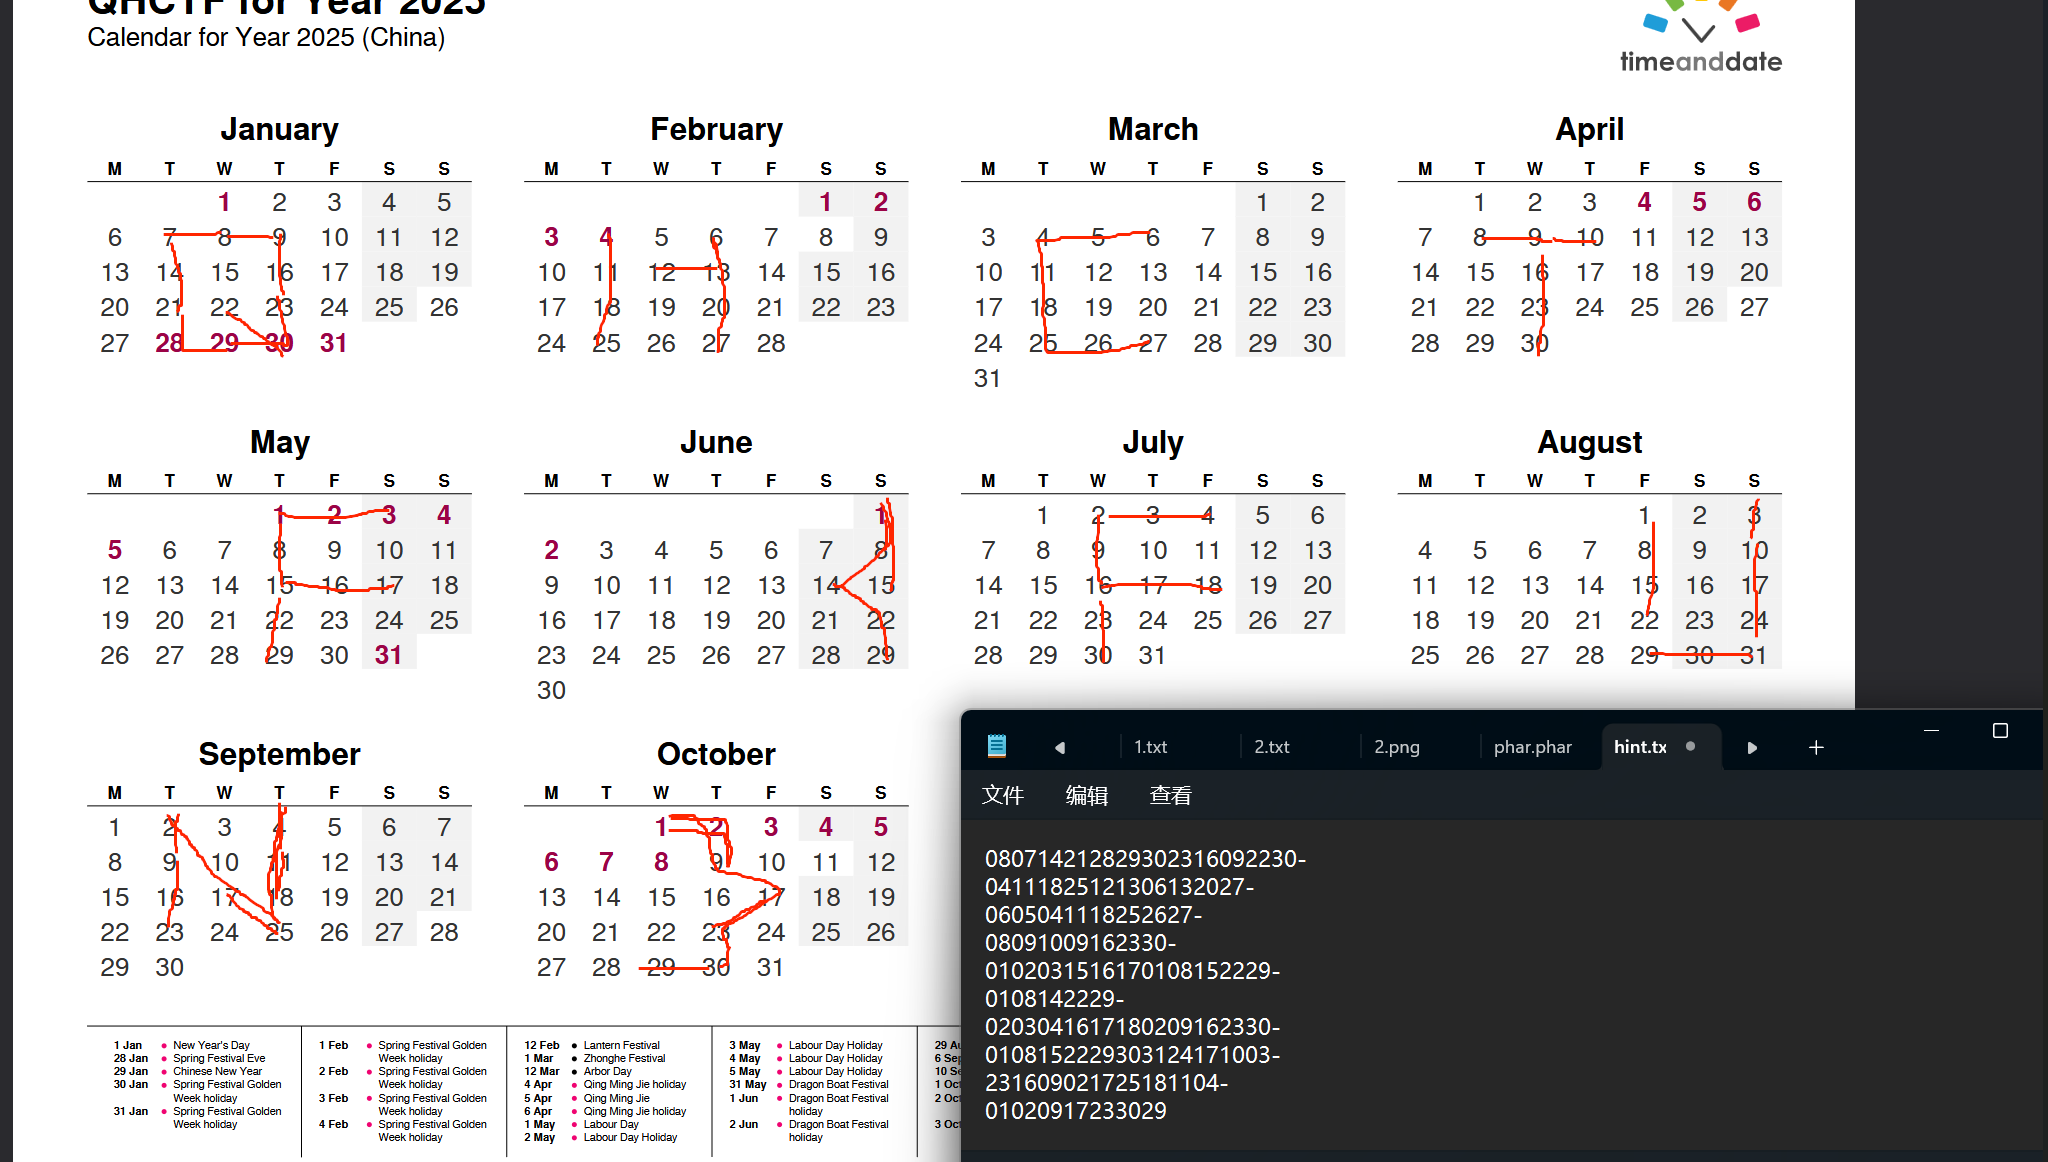 QHCTF for Year 2025
Calendar for Year 2025 (China)
timeanddate
January February March April
M T W T F S S M T W T F S S M T W T F S S M T W T F S S
1 2 3 4 5 1 2 1 2 1 2 3 4 5 6
6 7 8 9 10 11 12 3 4 5 6 7 8 9 3 4 5 6 7 8 9 7 8 9 10 11 12 13
13 14 15 16 17 18 19 10 11 12 13 14 15 16 10 11 12 13 14 15 16 14 15 16 17 18 19 20
20 21 22 23 24 25 26 17 18 19 20 21 22 23 17 18 19 20 21 22 23 21 22 23 24 25 26 27
27 28 29 30 31 24 25 26 27 28 24 25 26 27 28 29 30 28 29 30
31
May June July August
M T W T F S S M T W T F S S M T W T F S S M T W T F S S
1 2 3 4 1 1 2 3 4 5 6 1 2 3
5 6 7 8 9 10 11 2 3 4 5 6 7 8 7 8 9 10 11 12 13 4 5 6 7 8 9 10
12 13 14 15 16 17 18 9 10 11 12 13 14 15 14 15 16 17 18 19 20 11 12 13 14 15 16 17
19 20 21 22 23 24 25 16 17 18 19 20 21 22 21 22 23 24 25 26 27 18 19 20 21 22 23 24
26 27 28 29 30 31 23 24 25 26 27 28 29 28 29 30 31 25 26 27 28 29 30 31
30
September October
M T W T F S S M T W T F S S
1 2 3 4 5 6 7 1 2 3 4 5
8 9 10 11 12 13 14 6 7 8 9 10 11 12
15 16 17 18 19 20 21 13 14 15 16 17 18 19
22 23 24 25 26 27 28 20 21 22 23 24 25 26
29 30 27 28 29 30 31
1 Jan • New Year's Day
28 Jan • Spring Festival Eve
29 Jan • Chinese New Year
30 Jan • Spring Festival Golden
Week holiday
31 Jan • Spring Festival Golden
Week holiday
1 Feb • Spring Festival Golden
Week holiday
2 Feb • Spring Festival Golden
Week holiday
3 Feb • Spring Festival Golden
Week holiday
4 Feb • Spring Festival Golden
Week holiday
12 Feb • Lantern Festival
1 Mar • Zhonghe Festival
12 Mar • Arbor Day
4 Apr • Qing Ming Jie holiday
5 Apr • Qing Ming Jie
6 Apr • Qing Ming Jie holiday
1 May • Labour Day
2 May • Labour Day Holiday
3 May • Labour Day Holiday
4 May • Labour Day Holiday
5 May • Labour Day Holiday
31 May • Dragon Boat Festival
1 Jun • Dragon Boat Festival
holiday
2 Jun • Dragon Boat Festival
holiday
29
6
10
1
2
3
1.txt 2.txt 2.png phar.phar hint.tx
文件 编辑 查看
080714212829302316092230-
04111825121306132027-
0605041118252627-
08091009162330-
0102031516170108152229-
0108142229-
0203041617180209162330-
0108152229303124171003-
231609021725181104-
01020917233029